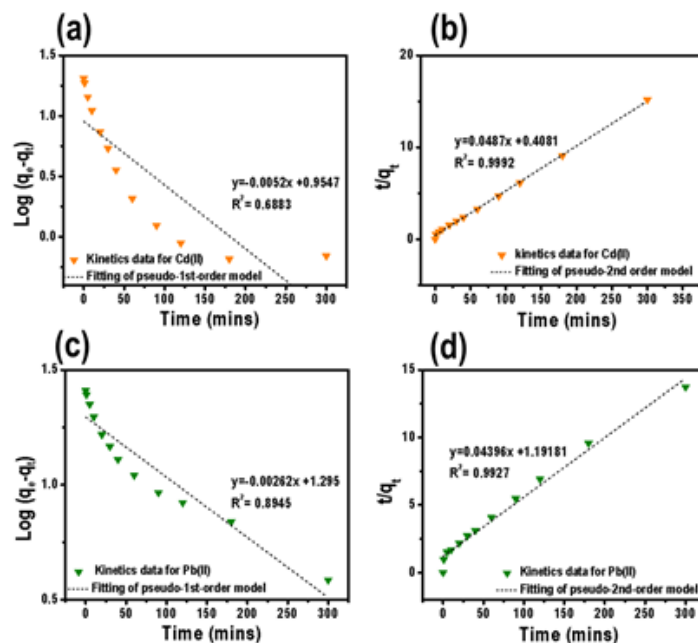 (a)
1.5
1.0
0.5
0.0
Log (qe-qt)
y=-0.0052x +0.9547
R² = 0.6883
Kinetics data for Cd(II)
Fitting of pseudo-1st-order model
0 50 100 150 200 250 300
Time (mins)
(b)
20
15
10
5
0
t/qt
y=0.0487x +0.4081
R² = 0.9992
kinetics data for Cd(II)
Fitting of pseudo-2nd order model
0 50 100 150 200 250 300 350
Time (mins)
(c)
1.5
1.0
0.5
Log (qe-qt)
y=-0.00262x +1.295
R² = 0.8945
Kinetics data for Pb(II)
Fitting of pseudo-1st-order model
0 50 100 150 200 250 300
Time (mins)
(d)
15
10
5
0
t/qt
y=0.04396x +1.19181
R² = 0.9927
Kinetics data for Pb(II)
Fitting of pseudo-2nd-order model
0 50 100 150 200 250 300
Time (mins)